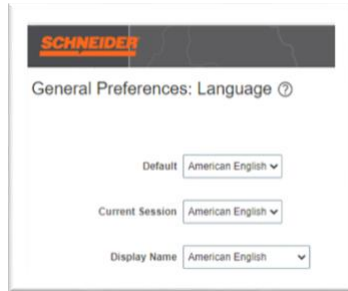 SCHNEIDER
General Preferences: Language ?
Default American English
Current Session American English
Display Name American English